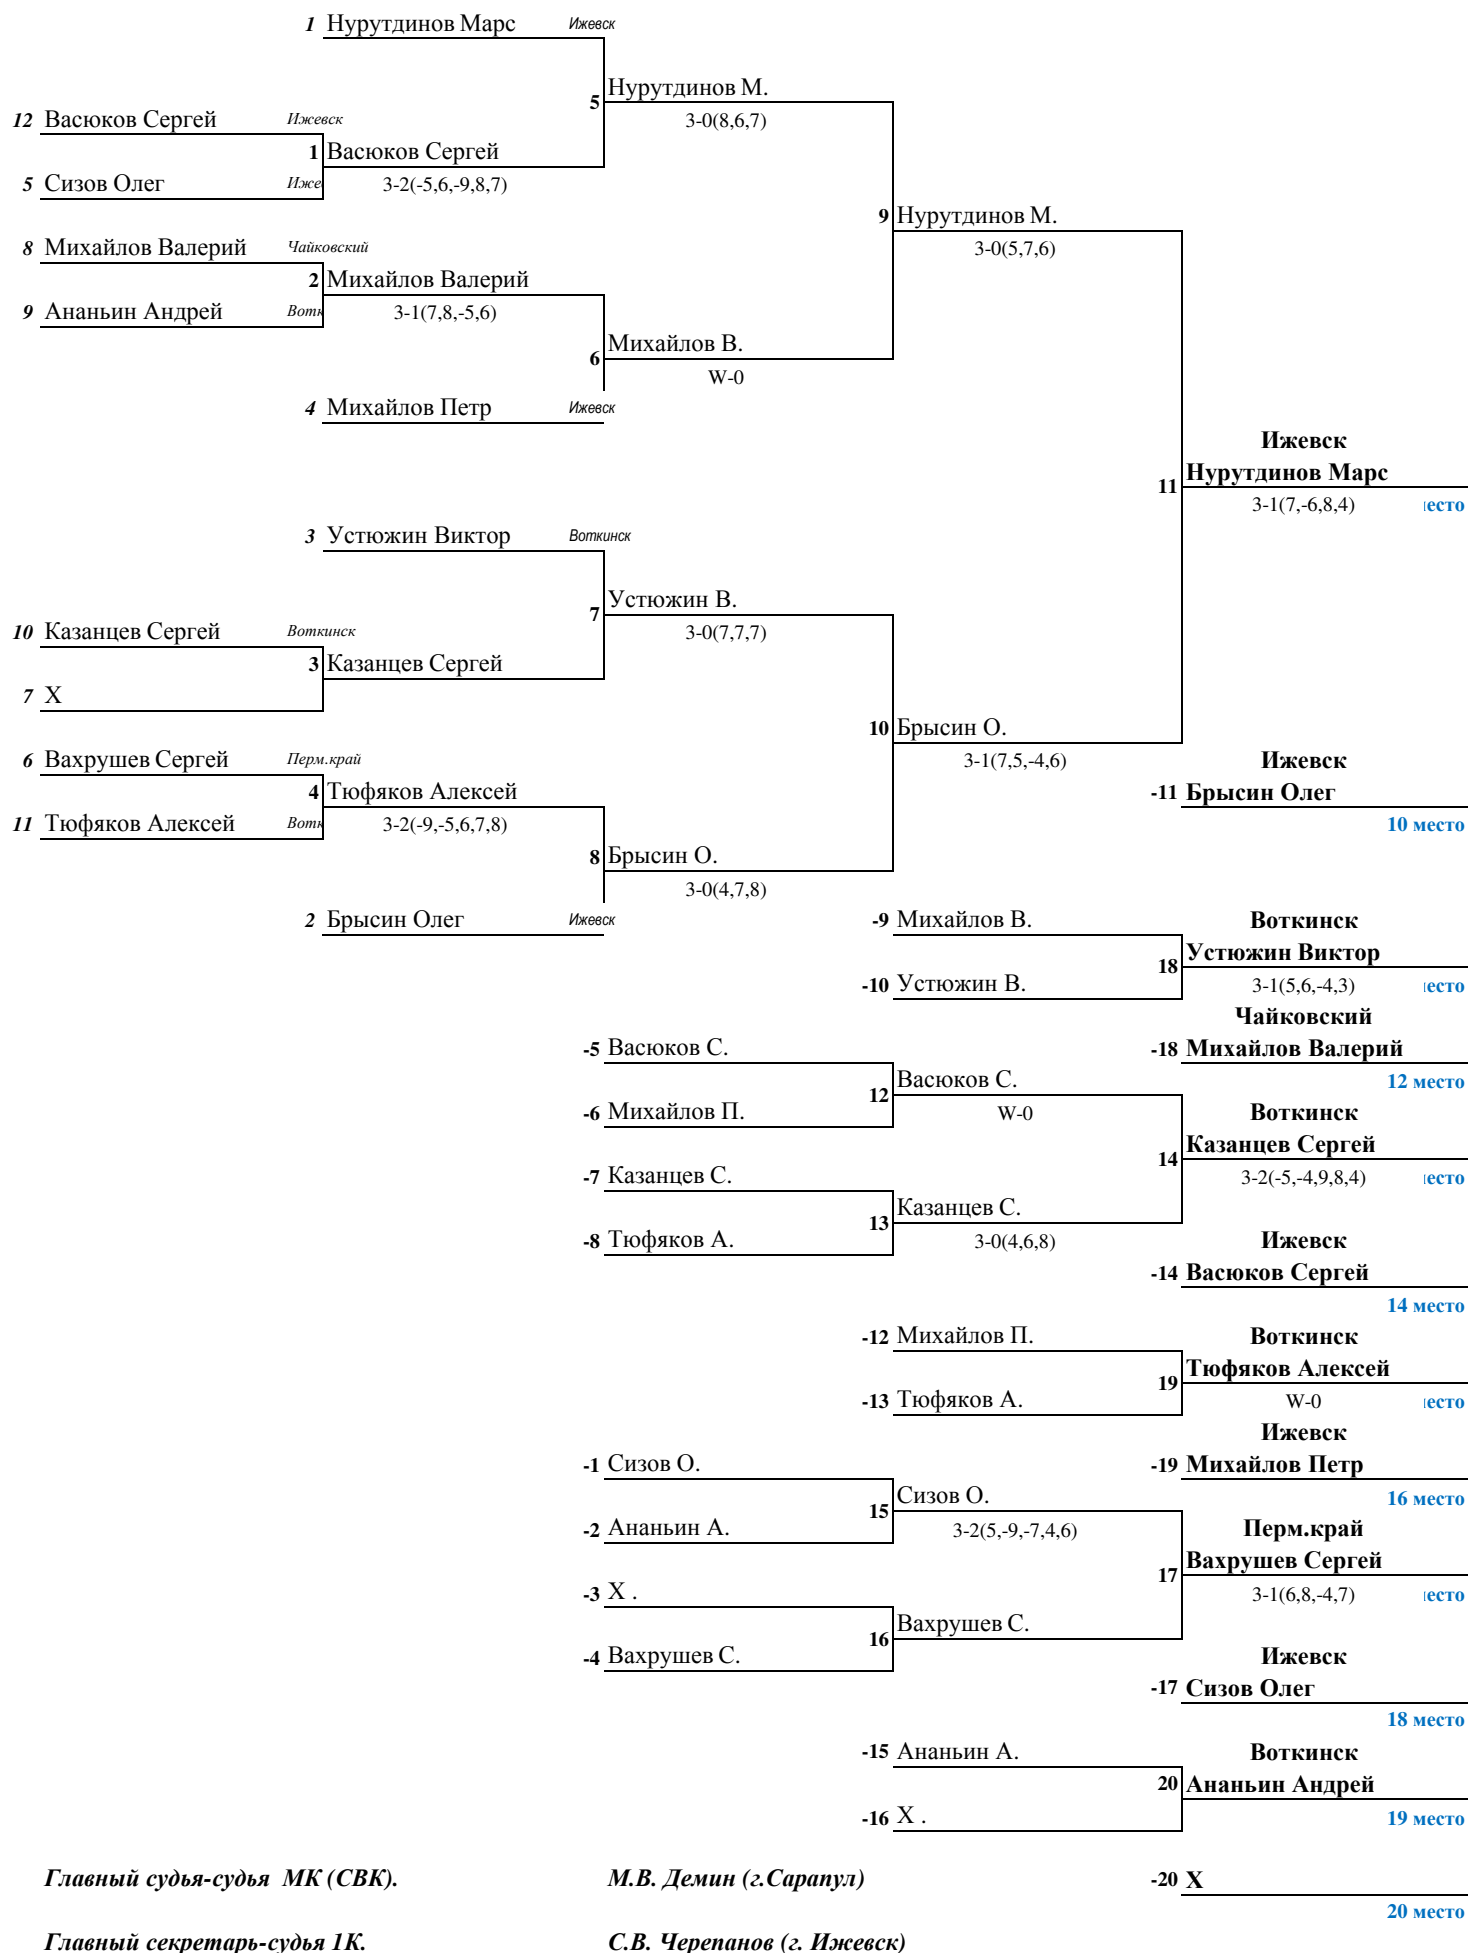 1 Нурутдинов Марс Ижевск
Нурутдинов М.
5
3-0(8,6,7)
12 Васюков Сергей Ижевск
1 Васюков Сергей
5 Сизов Олег Иже
3-2(-5,6,-9,8,7)
9 Нурутдинов М.
3-0(5,7,6)
8 Михайлов Валерий Чайковский
2 Михайлов Валерий
9 Ананьин Андрей Вотк
3-1(7,8,-5,6)
Михайлов В.
6
W-0
4 Михайлов Петр Ижевск
Ижевск
Нурутдинов Марс
11
3-1(7,-6,8,4) место
3 Устюжин Виктор Воткинск
Устюжин В.
7
3-0(7,7,7)
10 Казанцев Сергей Воткинск
3 Казанцев Сергей
7 X
10 Брысин О.
3-1(7,5,-4,6)
6 Вахрушев Сергей Перм.край
4 Тюфяков Алексей
11 Тюфяков Алексей Вотк
3-2(-9,-5,6,7,8)
Ижевск
-11 Брысин Олег
10 место
8 Брысин О.
3-0(4,7,8)
2 Брысин Олег Ижевск
-9 Михайлов В.
Воткинск
Устюжин Виктор
18
-10 Устюжин В.
3-1(5,6,-4,3) место
Чайковский
-5 Васюков С.
-18 Михайлов Валерий
12 место
Васюков С.
12
-6 Михайлов П.
W-0
Воткинск
Казанцев Сергей
14
3-2(-5,-4,9,8,4) место
-7 Казанцев С.
Казанцев С.
13
-8 Тюфяков А.
3-0(4,6,8)
Ижевск
-14 Васюков Сергей
14 место
-12 Михайлов П.
Воткинск
Тюфяков Алексей
19
-13 Тюфяков А.
W-0 место
Ижевск
-1 Сизов О.
-19 Михайлов Петр
16 место
Сизов О.
15
-2 Ананьин А.
3-2(5,-9,-7,4,6)
Перм.край
Вахрушев Сергей
17
3-1(6,8,-4,7) место
-3 X .
Вахрушев С.
16
-4 Вахрушев С.
Ижевск
-17 Сизов Олег
18 место
-15 Ананьин А.
Воткинск
20 Ананьин Андрей
-16 X .
19 место
Главный судья-судья МК (СВК). М.В. Демин (г.Сарапул)
-20 X
20 место
Главный секретарь-судья 1К. С.В. Черепанов (г. Ижевск)